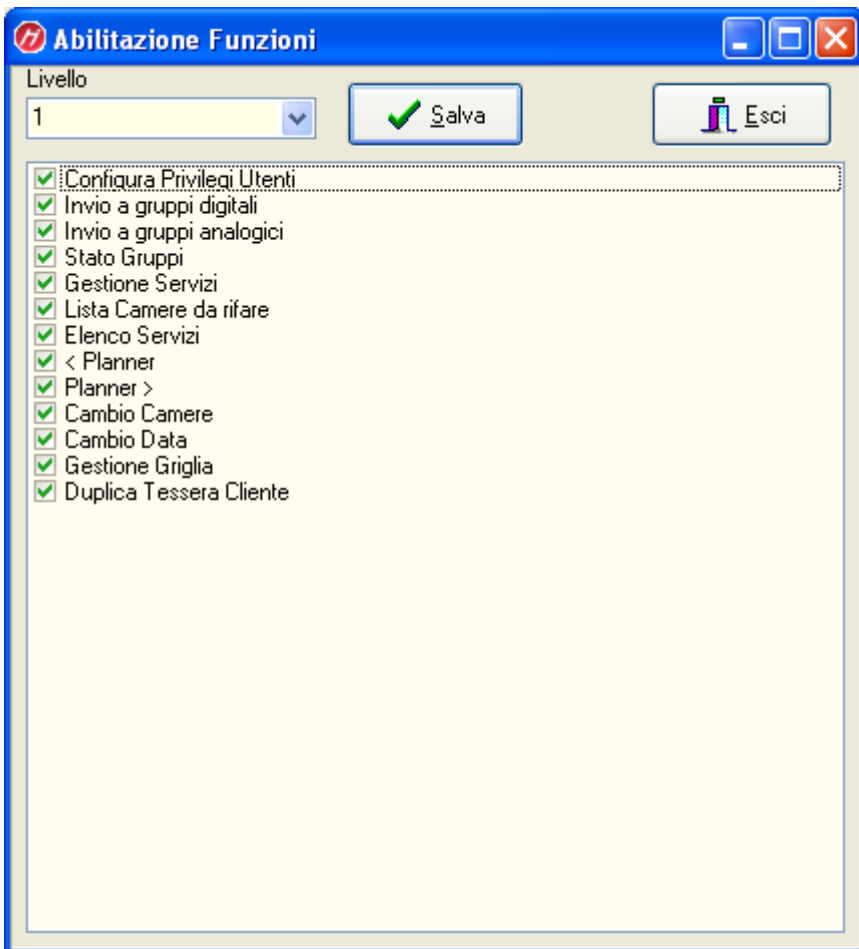 Abilitazione Funzioni
Livello
1
Salva
Esci
Configura Privilegi Utenti
Invio a gruppi digitali
Invio a gruppi analogici
Stato Gruppi
Gestione Servizi
Lista Camere da rifare
Elenco Servizi
< Planner
Planner >
Cambio Camere
Cambio Data
Gestione Griglia
Duplica Tessera Cliente